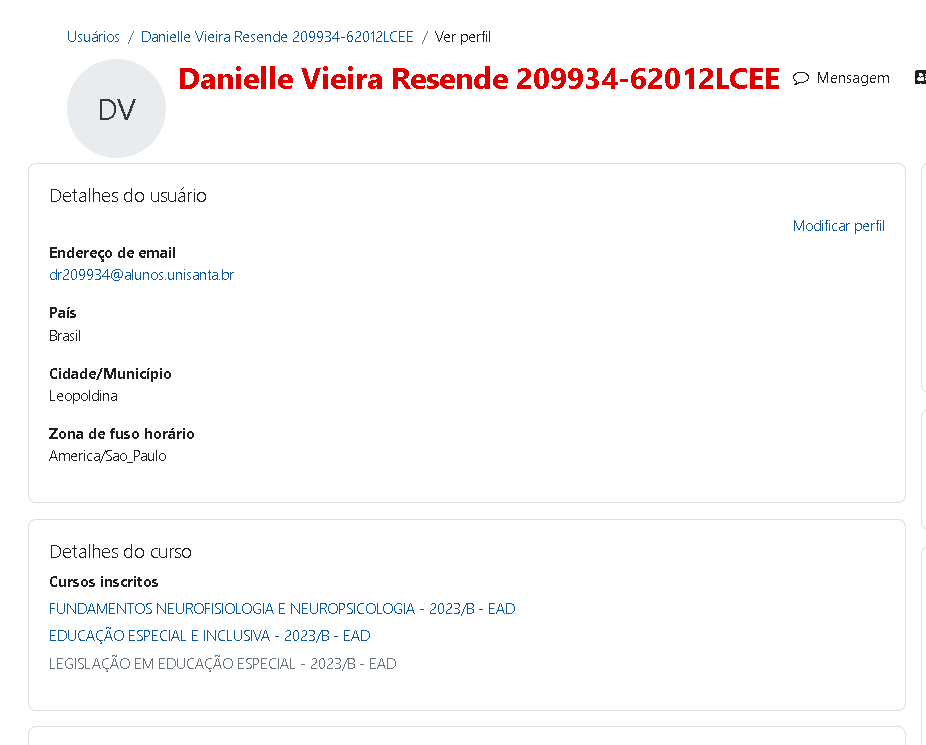 Usuários / Danielle Vieira Resende 209934-62012LCEE / Ver perfil
DV
Danielle Vieira Resende 209934-62012LCEE
Mensagem
Detalhes do usuário
Modificar perfil
Endereço de email
dr209934@alunos.unisanta.br
País
Brasil
Cidade/Município
Leopoldina
Zona de fuso horário
America/Sao_Paulo
Detalhes do curso
Cursos inscritos
FUNDAMENTOS NEUROFISIOLOGIA E NEUROPSICOLOGIA - 2023/B - EAD
EDUCAÇÃO ESPECIAL E INCLUSIVA - 2023/B - EAD
LEGISLAÇÃO EM EDUCAÇÃO ESPECIAL - 2023/B - EAD